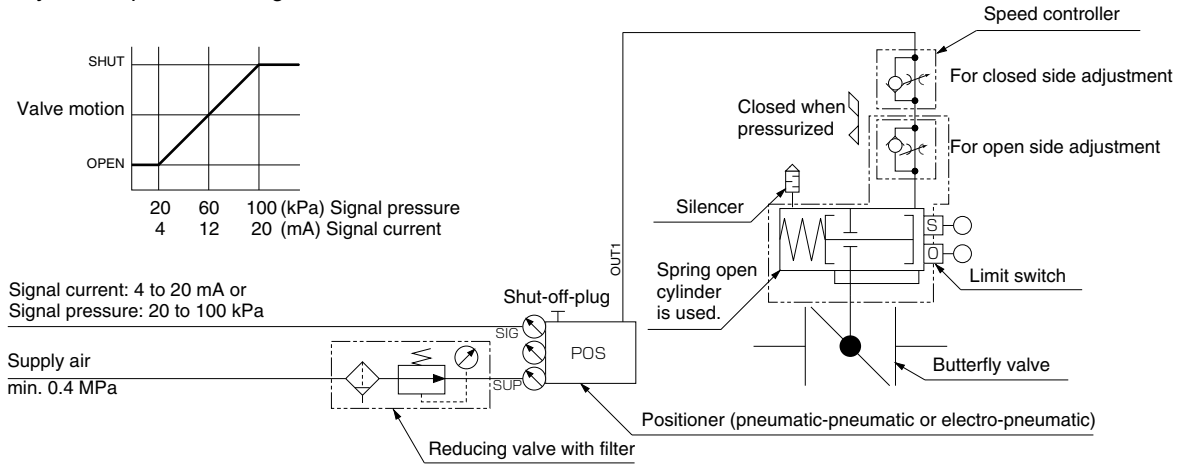 Speed controller
SHUT
Valve motion
OPEN
20 60 100 (kPa) Signal pressure
4 12 20 (mA) Signal current
For closed side adjustment
Closed when
pressurized
For open side adjustment
Silencer
S
O
Limit switch
OUT1
Spring open
cylinder
is used.
Signal current: 4 to 20 mA or
Signal pressure: 20 to 100 kPa
Shut-off-plug
SIG
POS
Supply air
min. 0.4 MPa
SUP
Butterfly valve
Positioner (pneumatic-pneumatic or electro-pneumatic)
Reducing valve with filter